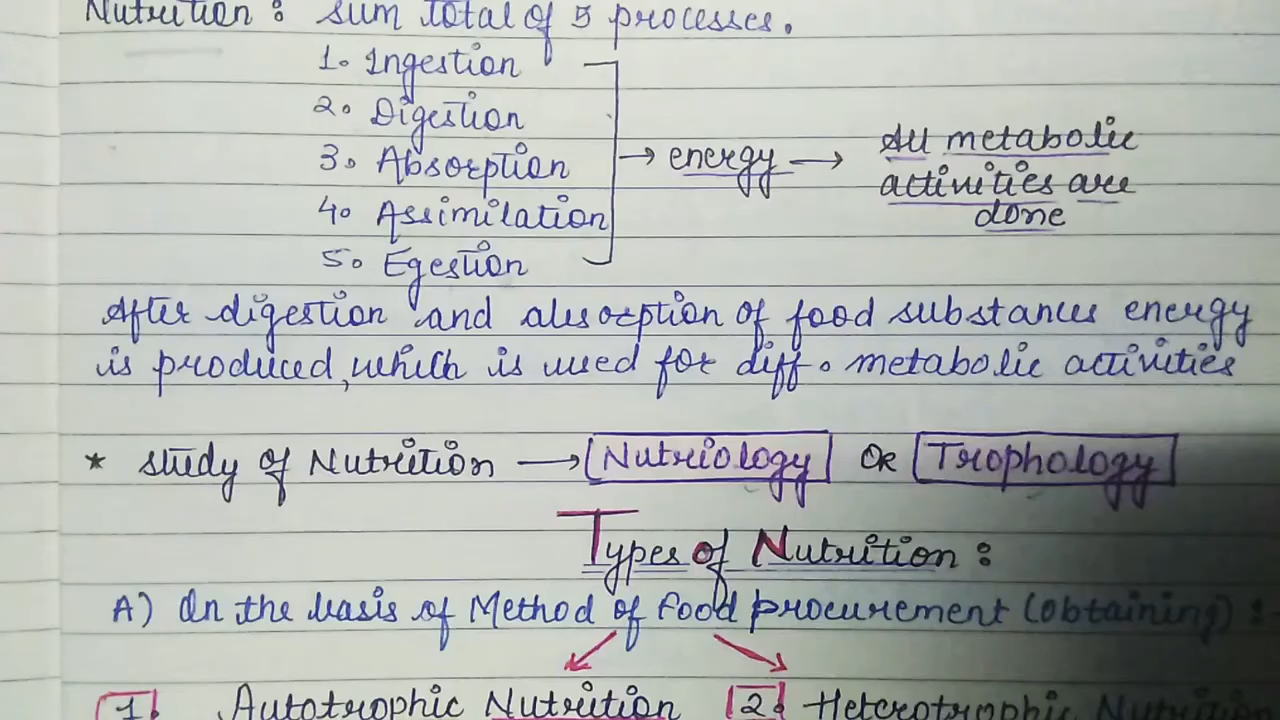 Nutrition : sum total of 5 processes.
1. Ingestion
2. Digestion
3. Absorption
4. Assimilation
5. Egestion
→ energy → All metabolic
activities are
done
After digestion and absorption of food substances energy
is produced, which is used for diff. metabolic activities
* study of Nutrition → Nutriology OR Trophology
Types of Nutrition :
A) On the basis of Method of food procurement (obtaining) :-
1. Autotrophic Nutrition 2. Heterotrophic Nutrition